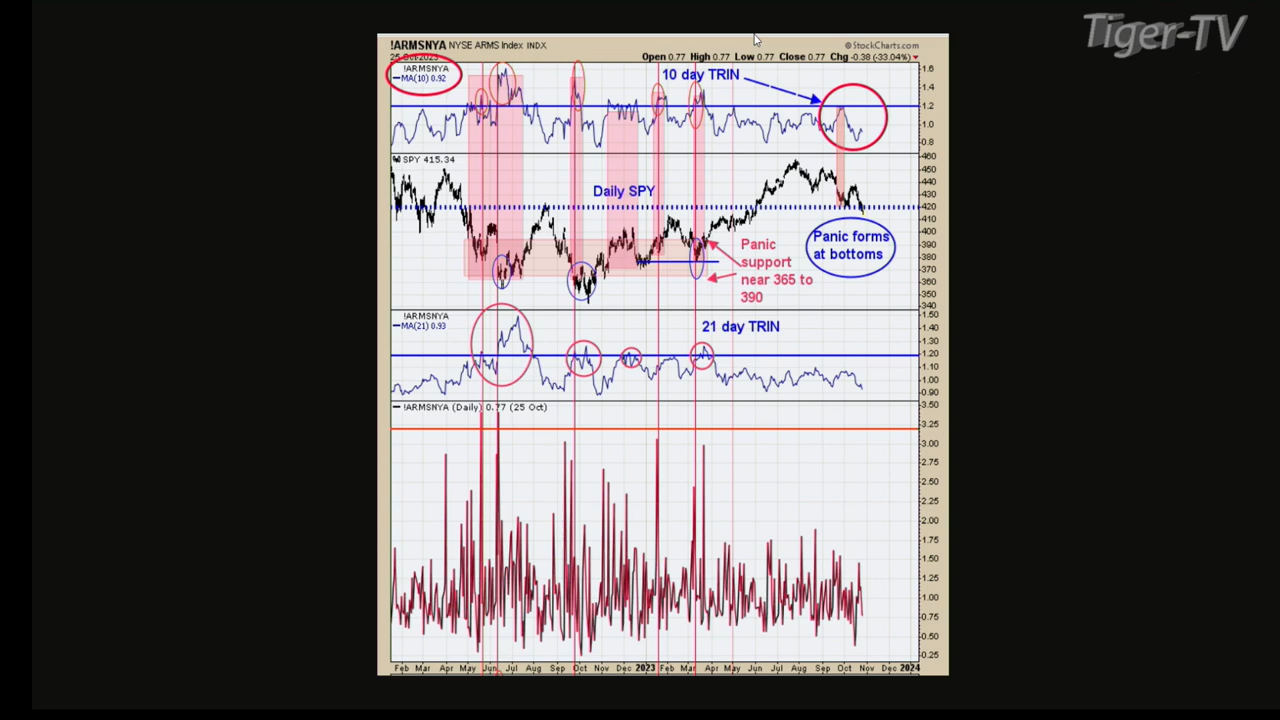 Tiger-TV
!ARMSNYA NYSE ARMS Index INDX
© StockCharts.com
25 Oct-2023
Open 0.77 High 0.77 Low 0.77 Close 0.77 Chg -0.38 (-33.04%)
!ARMSNYA
MA(10) 0.92
10 day TRIN
1.6
1.4
1.2
1.0
0.8
SPY 415.34
Daily SPY
460
450
440
430
420
410
400
390
380
370
360
350
340
Panic forms
at bottoms
Panic
support
near 365 to
390
!ARMSNYA
MA(21) 0.93
21 day TRIN
1.50
1.40
1.30
1.20
1.10
1.00
0.90
!ARMSNYA (Daily) 0.77 (25 Oct)
3.50
3.25
3.00
2.75
2.50
2.25
2.00
1.75
1.50
1.25
1.00
0.75
0.50
0.25
Feb Mar Apr May Jun Jul Aug Sep Oct Nov Dec 2023 Feb Mar Apr May Jun Jul Aug Sep Oct Nov Dec 2024